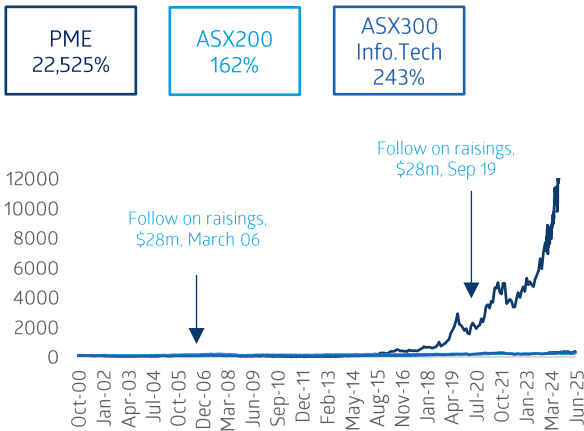 PME
22,525%
ASX200
162%
ASX300
Info.Tech
243%
Follow on raisings,
$28m, Sep 19
Follow on raisings,
$28m, March 06
12000
10000
8000
6000
4000
2000
0
Oct-00
Jan-02
Apr-03
Jul-04
Oct-05
Dec-06
Mar-08
Jun-09
Sep-10
Dec-11
Feb-13
May-14
Aug-15
Nov-16
Jan-18
Apr-19
Jul-20
Oct-21
Jan-23
Mar-24
Jun-25